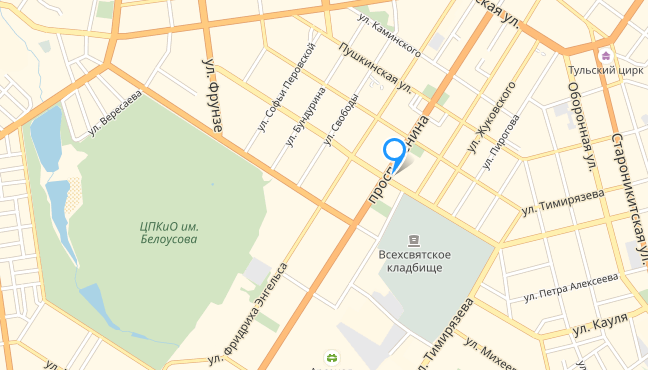 ская ул.
ул. Каминского
Пушкинская ул.
Тульский цирк
ул. Фрунзе
ул. Софьи Перовской
ул. Вересаева
ул. Бундурина
ул. Свободы
ул. Жуковского
ул. Пирогова
Оборонная ул.
Староникитская ул.
ул. Тимирязева
ЦПКиО им.
Белоусова
Всехсвятское
кладбище
ул. Фридриха Энгельса
ул. Петра Алексеева
ул. Кауля
ул. Тимирязева
ул. Михее